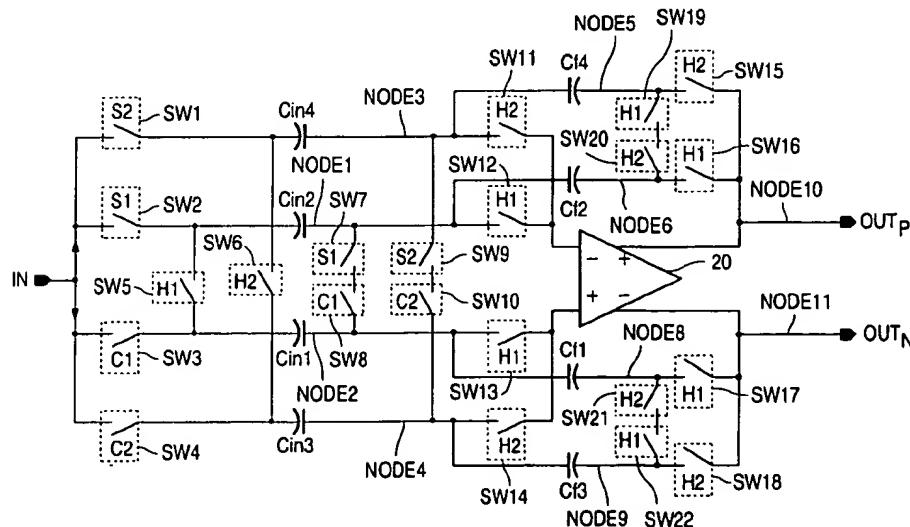 NODE5
SW19
SW11
Cf4
H2
SW15
S2
SW1
Cin4
NODE3
H2
H1
SW20
H2
H1
SW16
NODE1
SW12
S1
SW2
Cin2
SW7
H1
Cf2
NODE6
NODE10
OUTP
SW6
S1
S2
SW9
20
IN
SW5
H1
H2
C1
C2
SW10
NODE11
OUTN
C1
SW3
Cin1
SW8
H1
Cf1
NODE8
NODE2
SW13
SW21
H2
H1
SW17
C2
SW4
Cin3
NODE4
H2
H1
H2
SW18
SW14
Cf3
NODE9
SW22